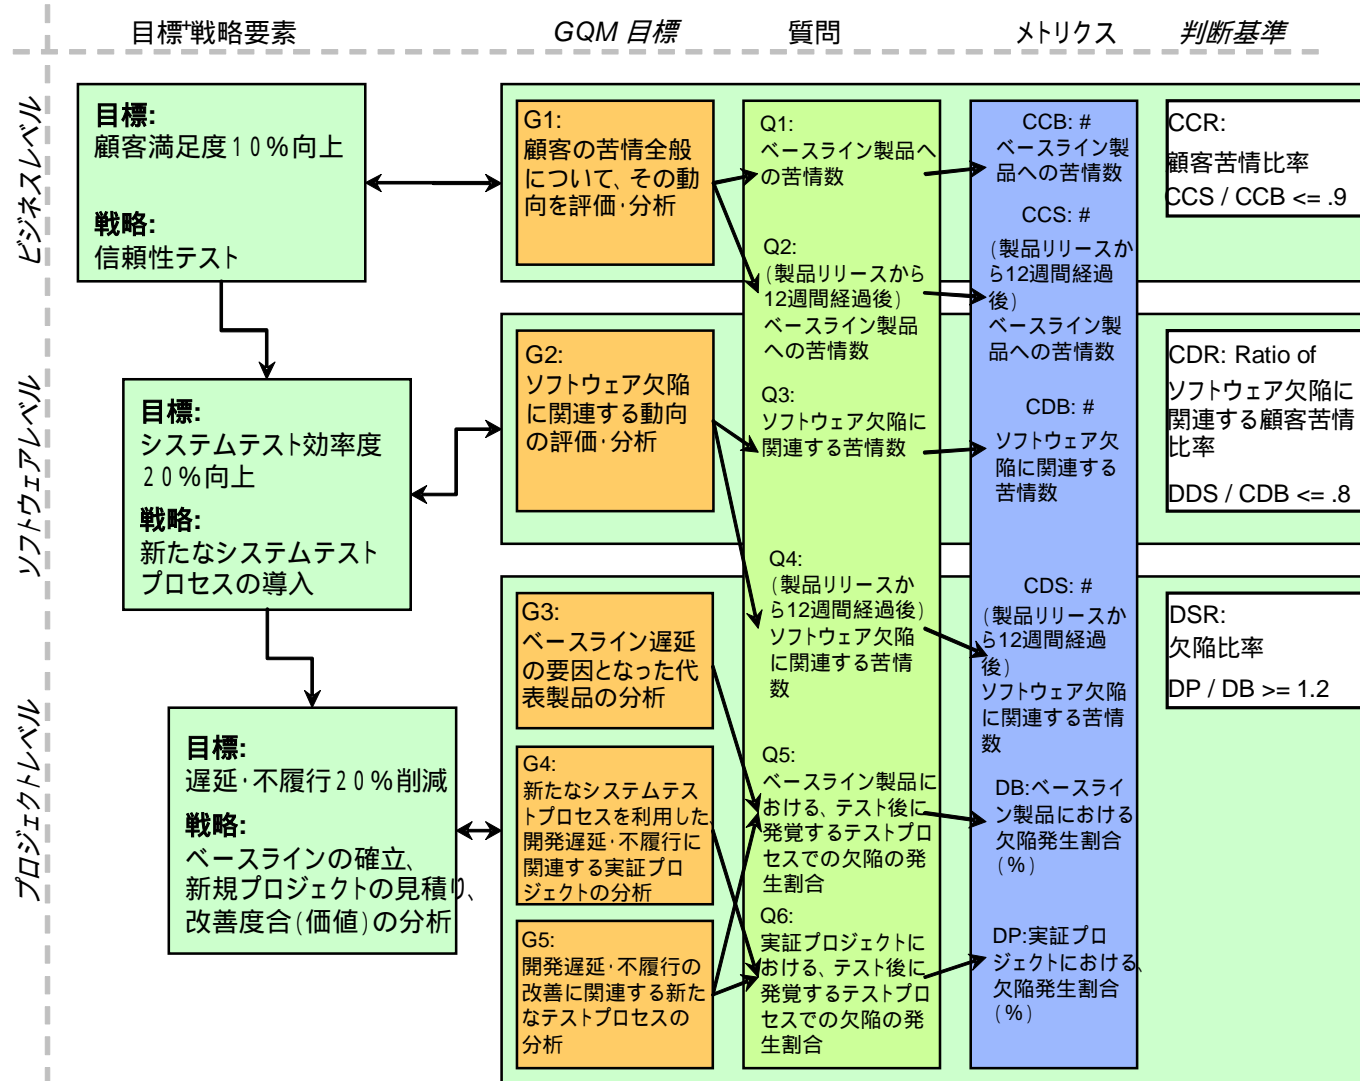 目標+戦略要素
GQM 目標
質問
メトリクス
判断基準
ビジネスレベル
目標:
顧客満足度10%向上
戦略:
信頼性テスト
G1:
顧客の苦情全般
について、その動
向を評価・分析
Q1:
ベースライン製品へ
の苦情数
Q2:
(製品リリースから
12週間経過後)
ベースライン製品
への苦情数
CCB: #
ベースライン製
品への苦情数
CCS: #
(製品リリースか
ら12週間経過
後)
ベースライン製
品への苦情数
CCR:
顧客苦情比率
CCS / CCB <= .9
ソフトウェアレベル
目標:
システムテスト効率度
20%向上
戦略:
新たなシステムテスト
プロセスの導入
G2:
ソフトウェア欠陥
に関連する動向
の評価・分析
Q3:
ソフトウェア欠陥に
関連する苦情数
Q4:
(製品リリースか
ら12週間経過後)
ソフトウェア欠陥
に関連する苦情
数
CDB: #
ソフトウェア欠
陥に関連する
苦情数
CDS: #
(製品リリースか
ら12週間経過
後)
ソフトウェア欠陥
に関連する苦情
数
CDR: Ratio of
ソフトウェア欠陥に
関連する顧客苦情
比率
DDS / CDB <= .8
プロジェクトレベル
目標:
遅延・不履行20%削減
戦略:
ベースラインの確立、
新規プロジェクトの見積り、
改善度合(価値)の分析
G3:
ベースライン遅延
の要因となった代
表製品の分析
G4:
新たなシステムテス
トプロセスを利用した、
開発遅延・不履行に
関連する実証プロ
ジェクトの分析
G5:
開発遅延・不履行の
改善に関連する新た
なテストプロセスの
分析
Q5:
ベースライン製品に
おける、テスト後に
発覚するテストプロ
セスでの欠陥の発
生割合
Q6:
実証プロジェクトに
おける、テスト後に
発覚するテストプロ
セスでの欠陥の発
生割合
DB:ベースライ
ン製品における
欠陥発生割合
(%)
DP:実証プロ
ジェクトにおける、
欠陥発生割合
(%)
DSR:
欠陥比率
DP / DB >= 1.2